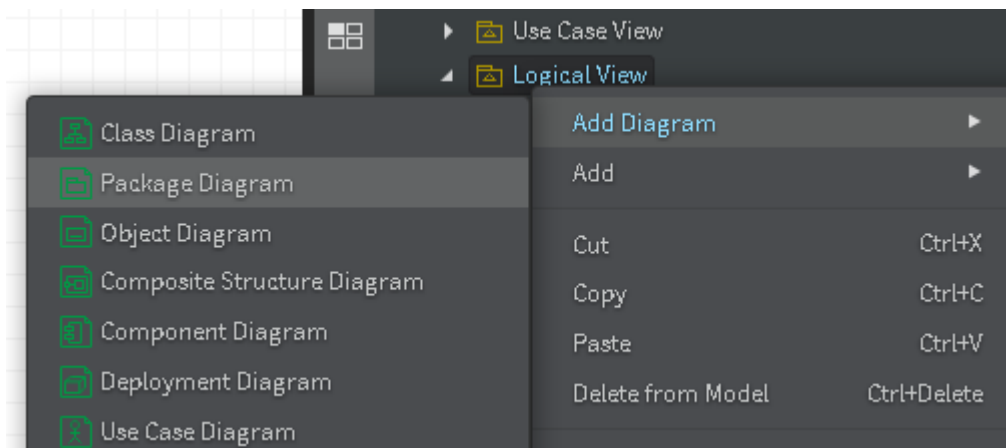 Use Case View
Logical View
Add Diagram
Add
Cut Ctrl+X
Copy Ctrl+C
Paste Ctrl+V
Delete from Model Ctrl+Delete
Class Diagram
Package Diagram
Object Diagram
Composite Structure Diagram
Component Diagram
Deployment Diagram
Use Case Diagram